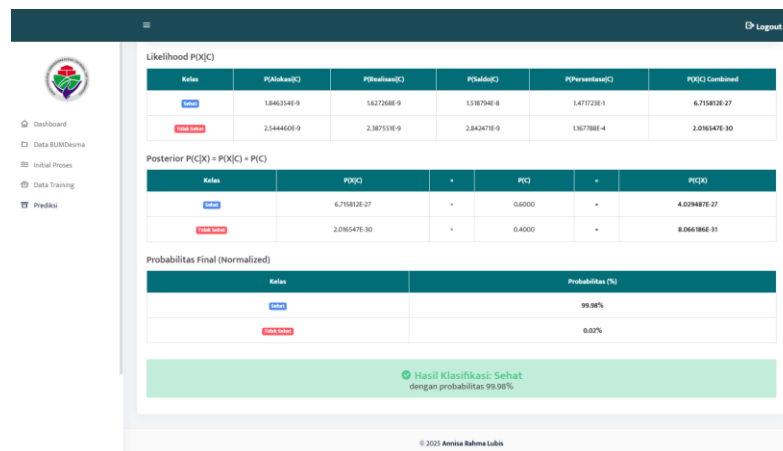 Logout
Likelihood P(X|C)
Kelas P(Alokasi|C) P(Realisasi|C) P(Saldo|C) P(Persentase|C) P(X|C) Combined
Sehat 1.846354E-9 1.627268E-9 1.518794E-8 1.471723E-1 6.715812E-27
Tidak Sehat 2.544460E-9 2.387551E-9 2.842471E-9 1.167788E-4 2.016547E-30
Dashboard
Data BUMDesma
Initial Proses
Data Training
Prediksi
Posterior P(C|X) = P(X|C) × P(C)
Kelas P(X|C) × P(C) = P(C|X)
Sehat 6.715812E-27 × 0.6000 = 4.029487E-27
Tidak Sehat 2.016547E-30 × 0.4000 = 8.066186E-31
Probabilitas Final (Normalized)
Kelas Probabilitas (%)
Sehat 99.98%
Tidak Sehat 0.02%
Hasil Klasifikasi: Sehat
dengan probabilitas 99.98%
© 2025 Annisa Rahma Lubis